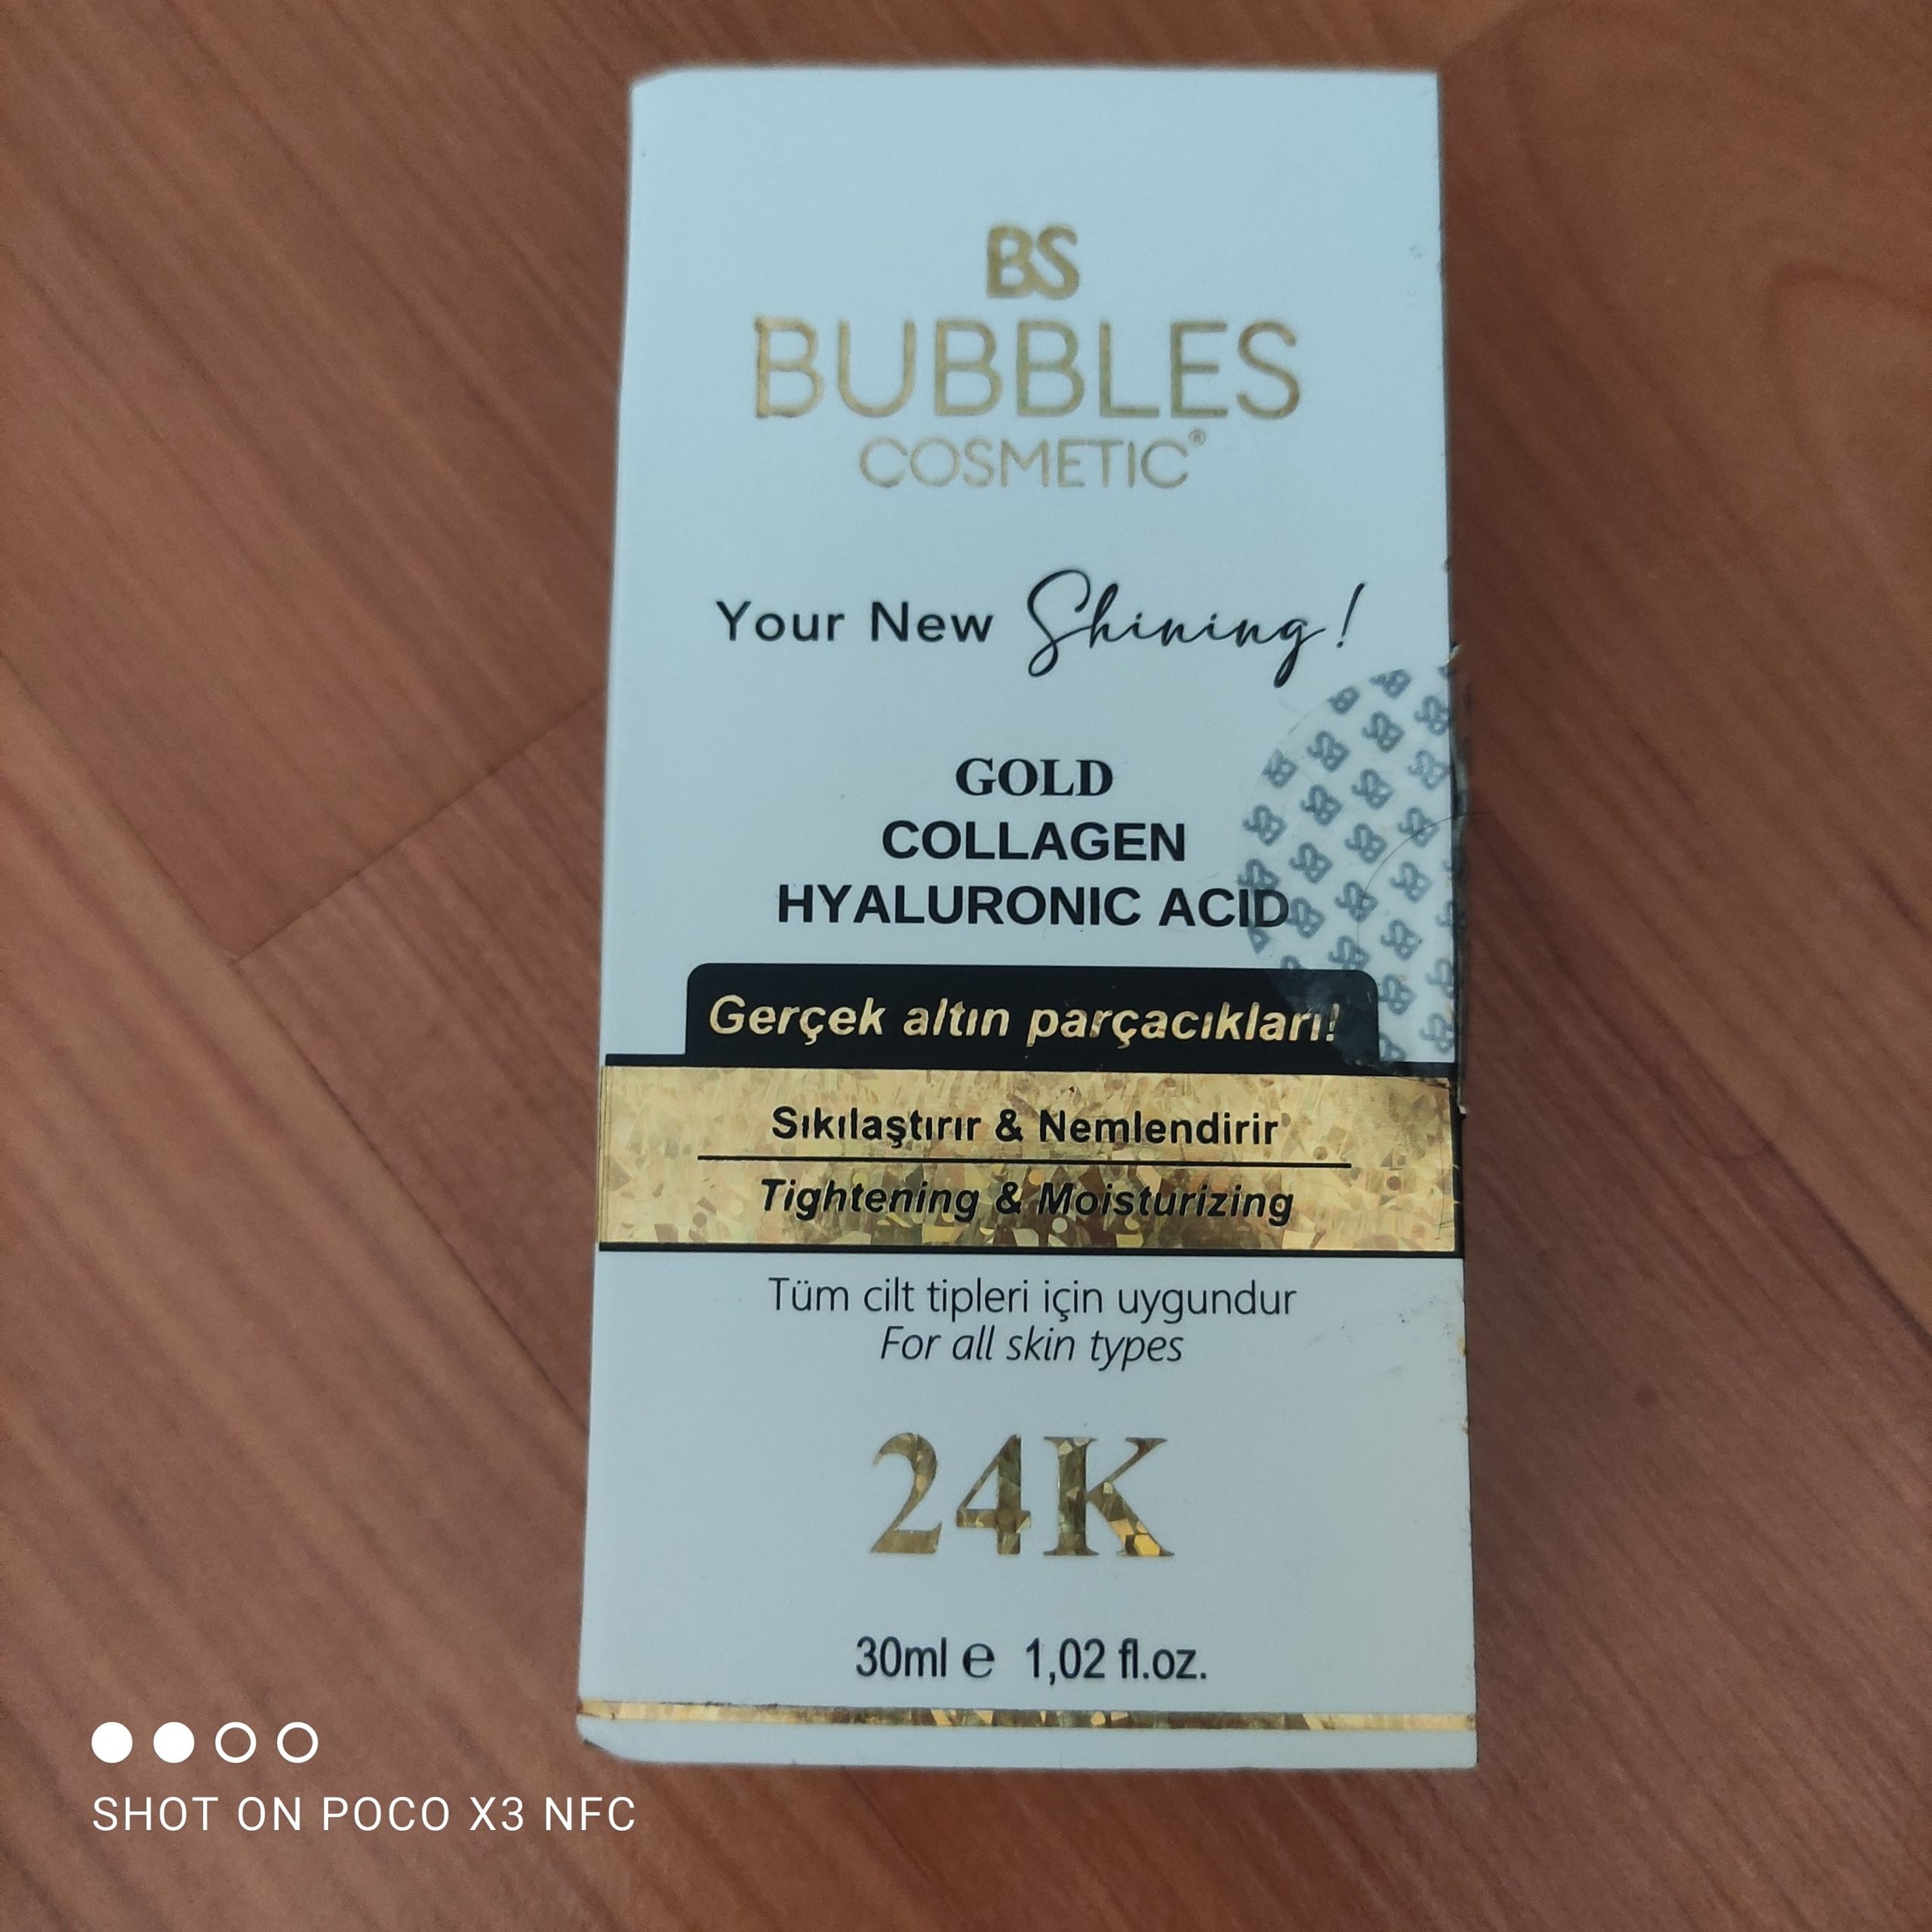 BS
BUBBLES
COSMETIC®
Your New Shining!
GOLD
COLLAGEN
HYALURONIC ACID
Gerçek altın parçacıkları!
Sıkılaştırır & Nemlendirir
Tightening & Moisturizing
Tüm cilt tipleri için uygundur
For all skin types
24K
30ml ℮ 1,02 fl.oz.
SHOT ON POCO X3 NFC